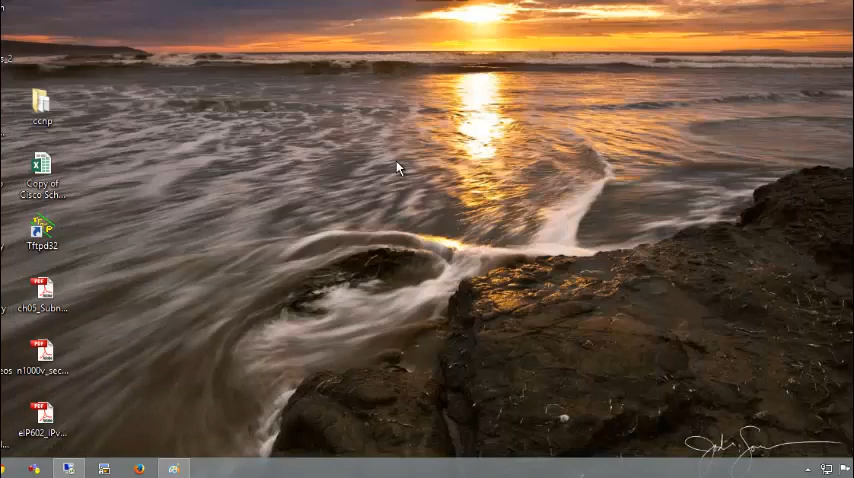 ccnp
Copy of
Cisco Sch...
Tftpd32
ch05_Subn...
n1000v_sec...
eIP602_IPv...